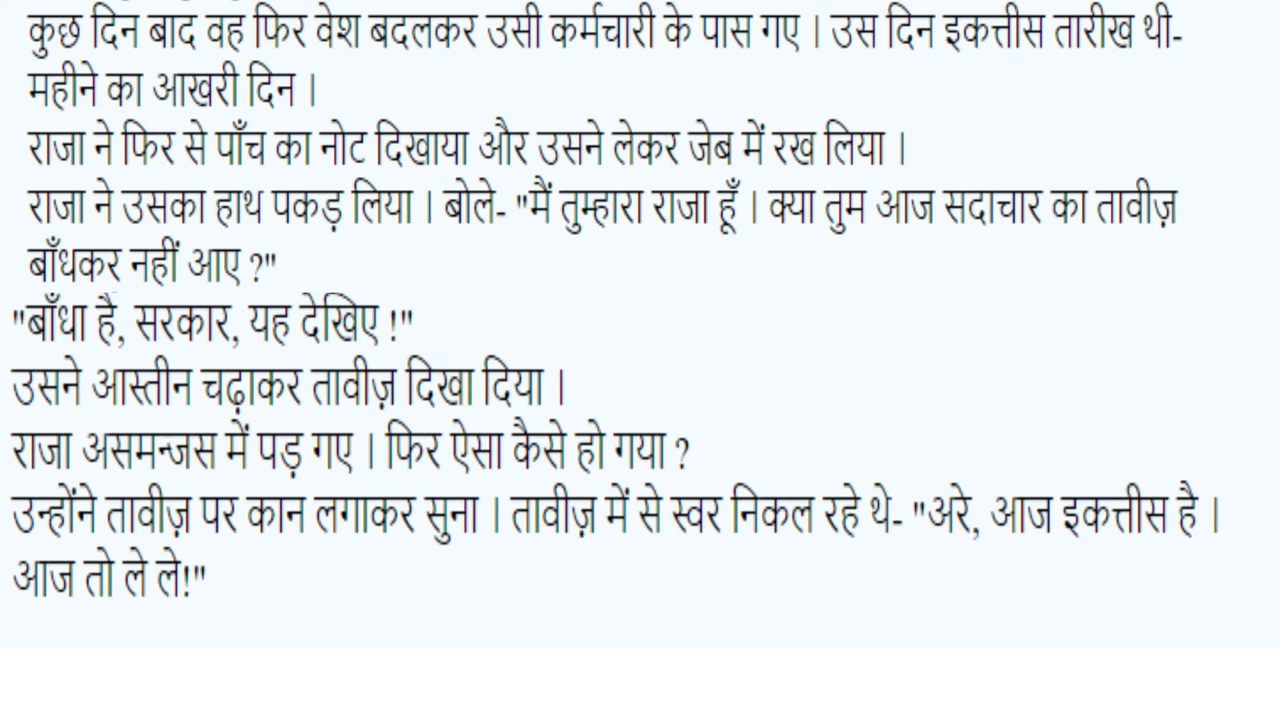 कुछ दिन बाद वह फिर वेश बदलकर उसी कर्मचारी के पास गए । उस दिन इकत्तीस तारीख थी-
महीने का आखरी दिन ।
राजा ने फिर से पाँच का नोट दिखाया और उसने लेकर जेब में रख लिया ।
राजा ने उसका हाथ पकड़ लिया । बोले- "मैं तुम्हारा राजा हूँ । क्या तुम आज सदाचार का तावीज़
बाँधकर नहीं आए ?"
"बाँधा है, सरकार, यह देखिए !"
उसने आस्तीन चढ़ाकर तावीज़ दिखा दिया ।
राजा असमन्जस में पड़ गए । फिर ऐसा कैसे हो गया ?
उन्होंने तावीज़ पर कान लगाकर सुना । तावीज़ में से स्वर निकल रहे थे- "अरे, आज इकत्तीस है ।
आज तो ले ले!"